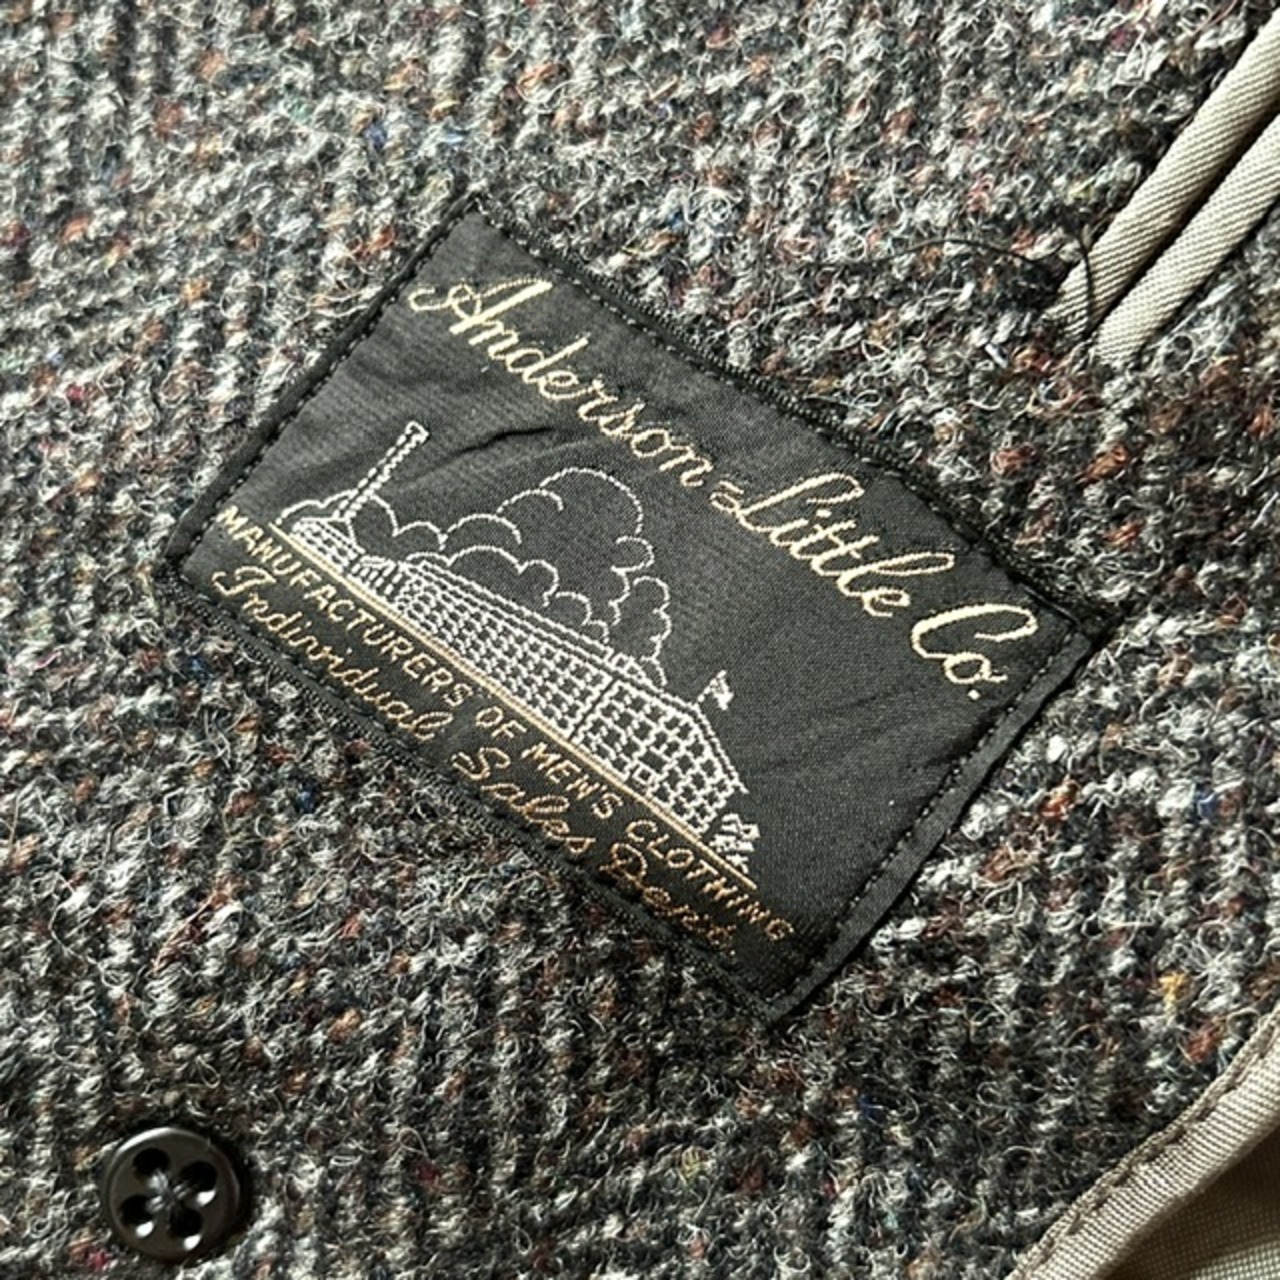 Anderson-Little Co.
MANUFACTURERS OF MEN'S CLOTHING
Individual Sales Dept.